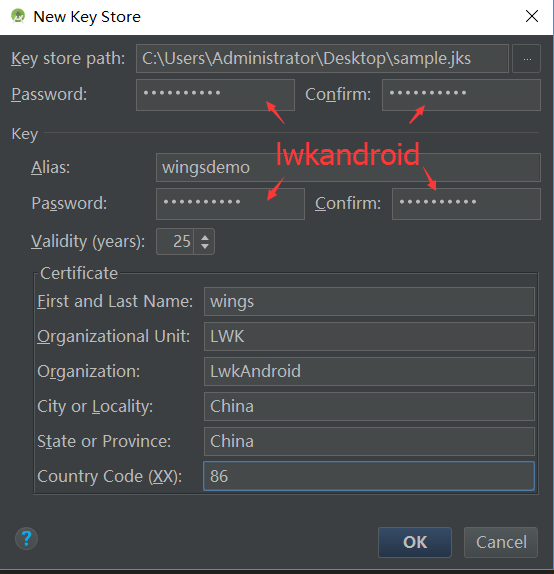 New Key Store
Key store path: C:\Users\Administrator\Desktop\sample.jks ...
Password: •••••••••• Confirm: ••••••••••
Key
lwkandroid
Alias: wingsdemo
Password: •••••••••• Confirm: ••••••••••
Validity (years): 25
Certificate
First and Last Name: wings
Organizational Unit: LWK
Organization: LwkAndroid
City or Locality: China
State or Province: China
Country Code (XX): 86
? OK Cancel